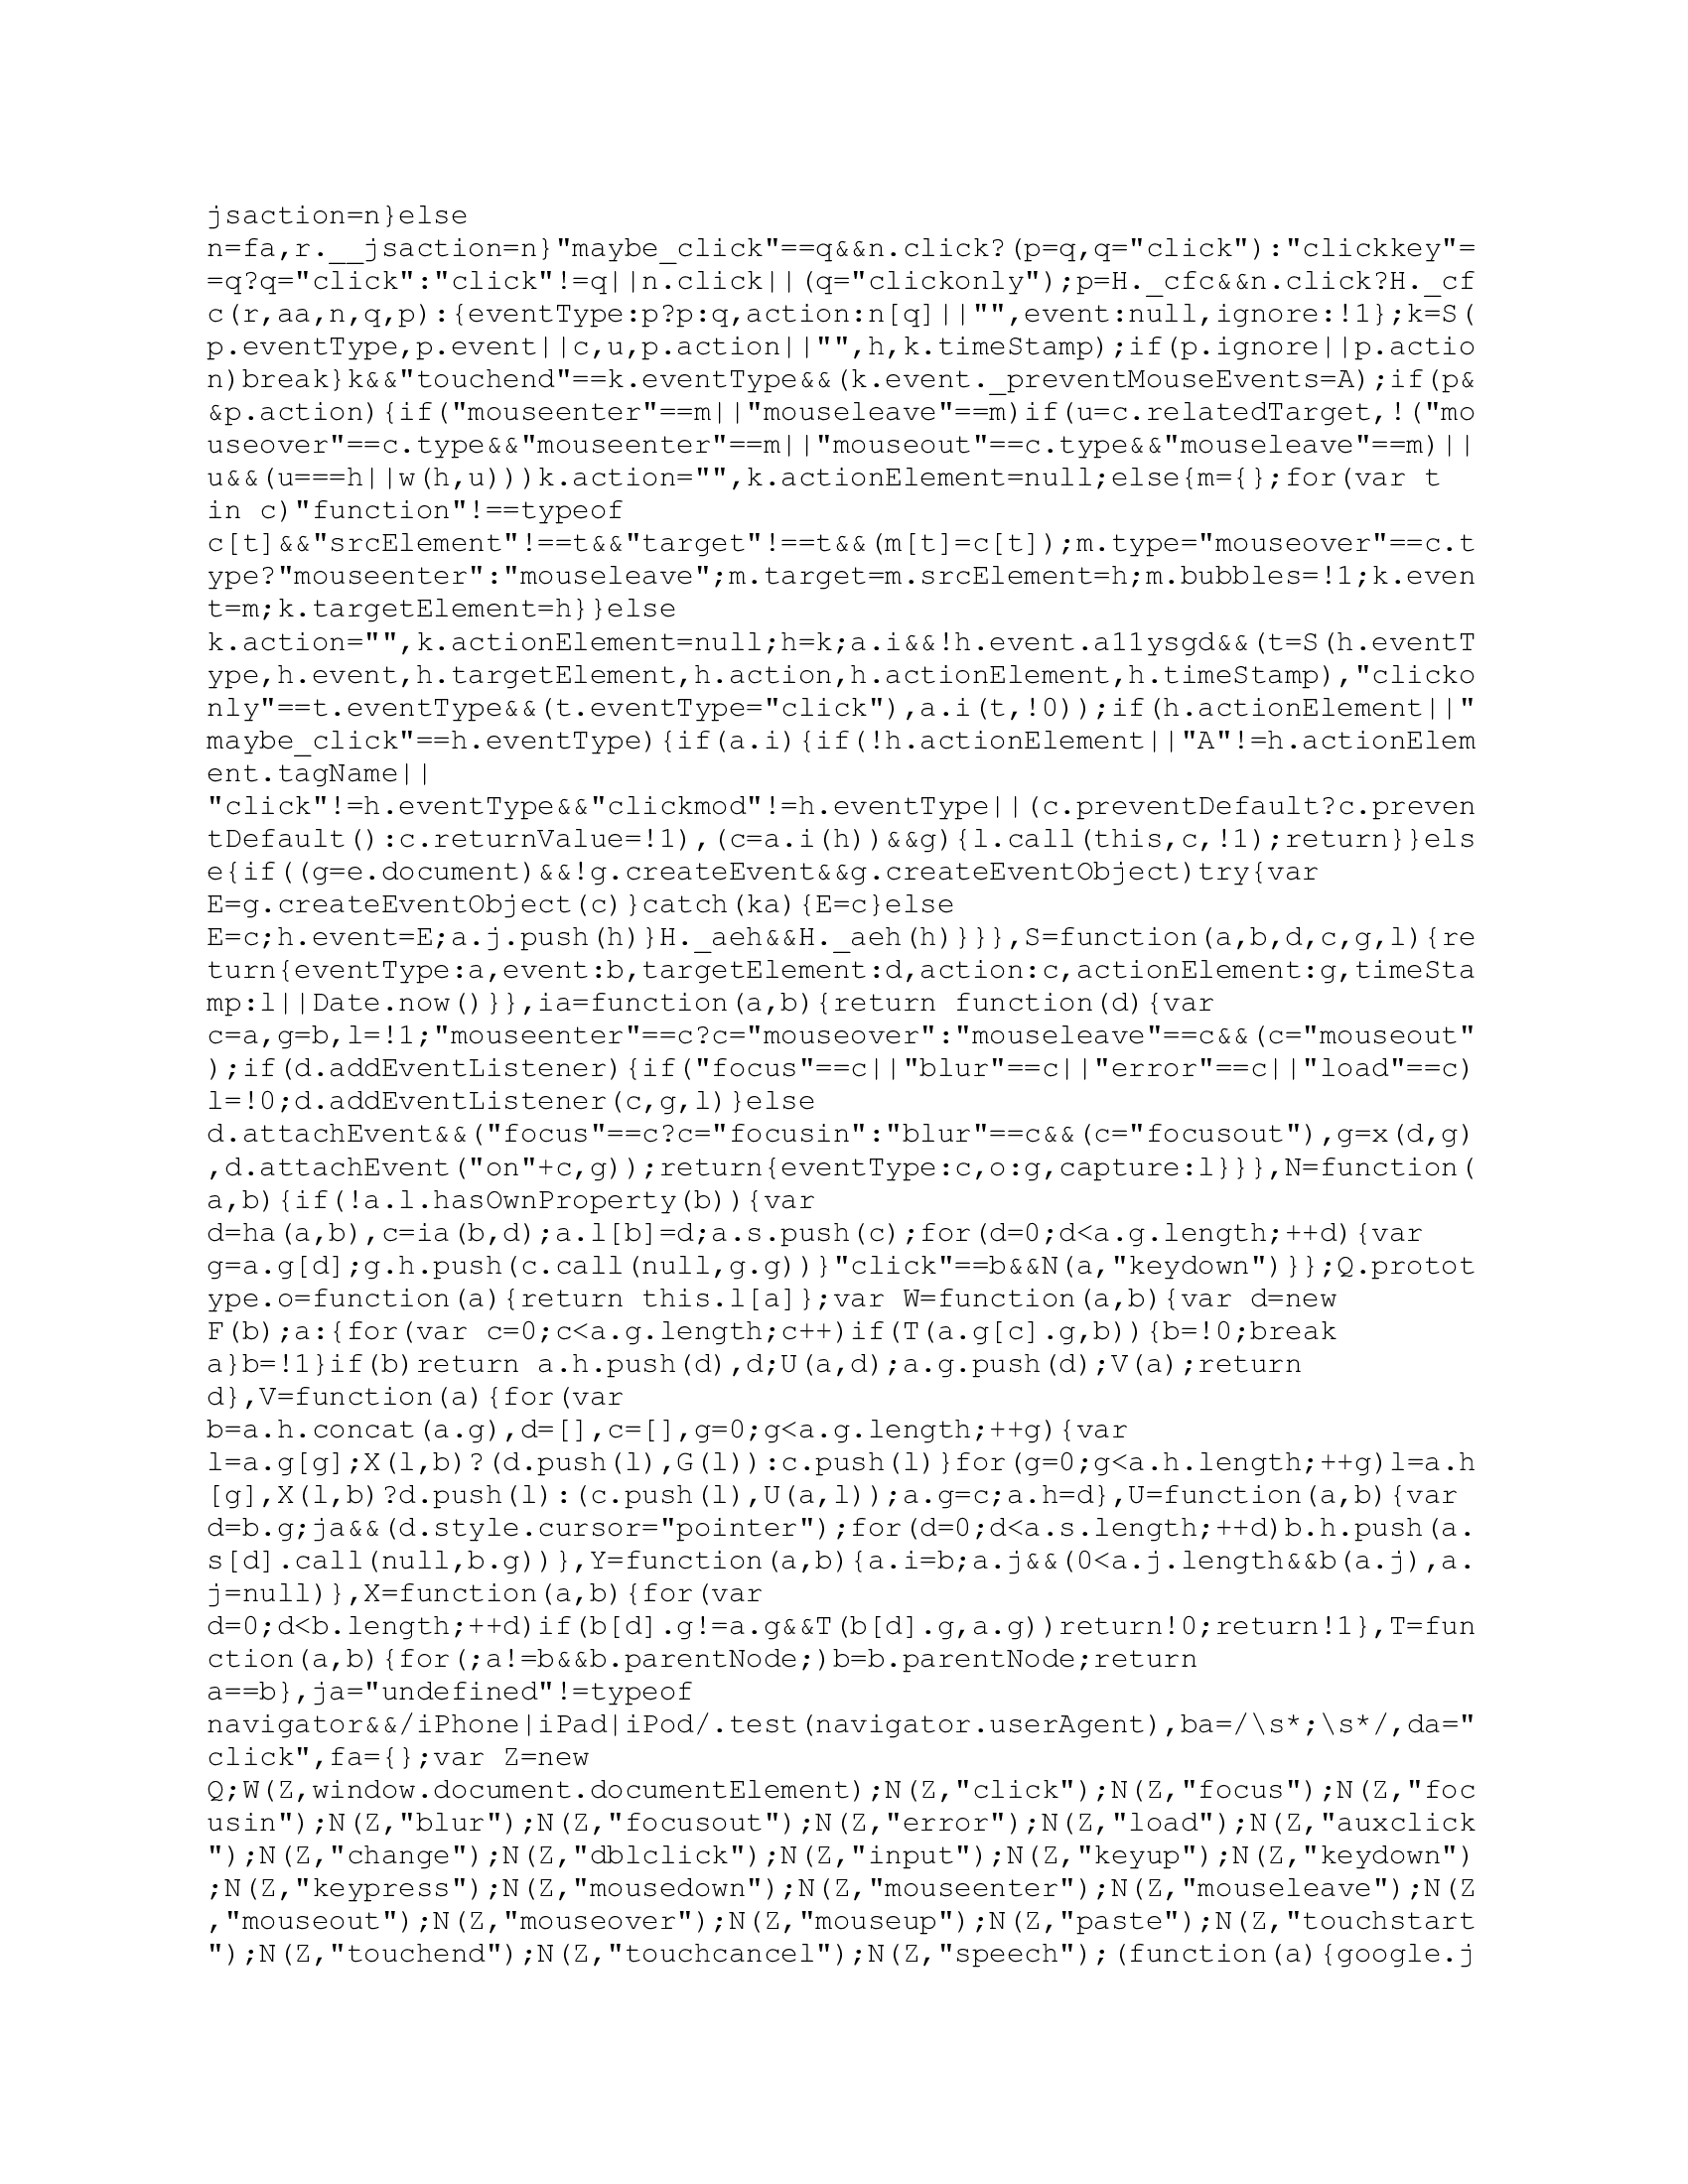 jsaction=n}else
n=fa,r.__jsaction=n}"maybe_click"==q&&n.click?(p=q,q="click"):"clickkey"=
=q?q="click":"click"!=q||n.click||(q="clickonly");p=H._cfc&&n.click?H._cf
c(r,aa,n,q,p):{eventType:p?p:q,action:n[q]||"",event:null,ignore:!1};k=S(
p.eventType,p.event||c,u,p.action||"",h,k.timeStamp);if(p.ignore||p.actio
n)break}k&&"touchend"==k.eventType&&(k.event._preventMouseEvents=A);if(p&
&p.action){if("mouseenter"==m||"mouseleave"==m)if(u=c.relatedTarget,!("mo
useover"==c.type&&"mouseenter"==m||"mouseout"==c.type&&"mouseleave"==m)||
u&&(u===h||w(h,u)))k.action="",k.actionElement=null;else{m={};for(var t
in c)"function"!==typeof
c[t]&&"srcElement"!==t&&"target"!==t&&(m[t]=c[t]);m.type="mouseover"==c.t
ype?"mouseenter":"mouseleave";m.target=m.srcElement=h;m.bubbles=!1;k.even
t=m;k.targetElement=h}}else
k.action="",k.actionElement=null;h=k;a.i&&!h.event.a11ysgd&&(t=S(h.eventT
ype,h.event,h.targetElement,h.action,h.actionElement,h.timeStamp),"clicko
nly"==t.eventType&&(t.eventType="click"),a.i(t,!0));if(h.actionElement||"
maybe_click"==h.eventType){if(a.i){if(!h.actionElement||"A"!=h.actionElem
ent.tagName||
"click"!=h.eventType&&"clickmod"!=h.eventType||(c.preventDefault?c.preven
tDefault():c.returnValue=!1),(c=a.i(h))&&g){l.call(this,c,!1);return}}els
e{if((g=e.document)&&!g.createEvent&&g.createEventObject)try{var
E=g.createEventObject(c)}catch(ka){E=c}else
E=c;h.event=E;a.j.push(h)}H._aeh&&H._aeh(h)}}},S=function(a,b,d,c,g,l){re
turn{eventType:a,event:b,targetElement:d,action:c,actionElement:g,timeSta
mp:l||Date.now()}},ia=function(a,b){return function(d){var
c=a,g=b,l=!1;"mouseenter"==c?c="mouseover":"mouseleave"==c&&(c="mouseout"
);if(d.addEventListener){if("focus"==c||"blur"==c||"error"==c||"load"==c)
l=!0;d.addEventListener(c,g,l)}else
d.attachEvent&&("focus"==c?c="focusin":"blur"==c&&(c="focusout"),g=x(d,g)
,d.attachEvent("on"+c,g));return{eventType:c,o:g,capture:l}}},N=function(
a,b){if(!a.l.hasOwnProperty(b)){var
d=ha(a,b),c=ia(b,d);a.l[b]=d;a.s.push(c);for(d=0;d<a.g.length;++d){var
g=a.g[d];g.h.push(c.call(null,g.g))}"click"==b&&N(a,"keydown")}};Q.protot
ype.o=function(a){return this.l[a]};var W=function(a,b){var d=new
F(b);a:{for(var c=0;c<a.g.length;c++)if(T(a.g[c].g,b)){b=!0;break
a}b=!1}if(b)return a.h.push(d),d;U(a,d);a.g.push(d);V(a);return
d},V=function(a){for(var
b=a.h.concat(a.g),d=[],c=[],g=0;g<a.g.length;++g){var
l=a.g[g];X(l,b)?(d.push(l),G(l)):c.push(l)}for(g=0;g<a.h.length;++g)l=a.h
[g],X(l,b)?d.push(l):(c.push(l),U(a,l));a.g=c;a.h=d},U=function(a,b){var
d=b.g;ja&&(d.style.cursor="pointer");for(d=0;d<a.s.length;++d)b.h.push(a.
s[d].call(null,b.g))},Y=function(a,b){a.i=b;a.j&&(0<a.j.length&&b(a.j),a.
j=null)},X=function(a,b){for(var
d=0;d<b.length;++d)if(b[d].g!=a.g&&T(b[d].g,a.g))return!0;return!1},T=fun
ction(a,b){for(;a!=b&&b.parentNode;)b=b.parentNode;return
a==b},ja="undefined"!=typeof
navigator&&/iPhone|iPad|iPod/.test(navigator.userAgent),ba=/\s*;\s*/,da="
click",fa={};var Z=new
Q;W(Z,window.document.documentElement);N(Z,"click");N(Z,"focus");N(Z,"foc
usin");N(Z,"blur");N(Z,"focusout");N(Z,"error");N(Z,"load");N(Z,"auxclick
");N(Z,"change");N(Z,"dblclick");N(Z,"input");N(Z,"keyup");N(Z,"keydown")
;N(Z,"keypress");N(Z,"mousedown");N(Z,"mouseenter");N(Z,"mouseleave");N(Z
,"mouseout");N(Z,"mouseover");N(Z,"mouseup");N(Z,"paste");N(Z,"touchstart
");N(Z,"touchend");N(Z,"touchcancel");N(Z,"speech");(function(a){google.j